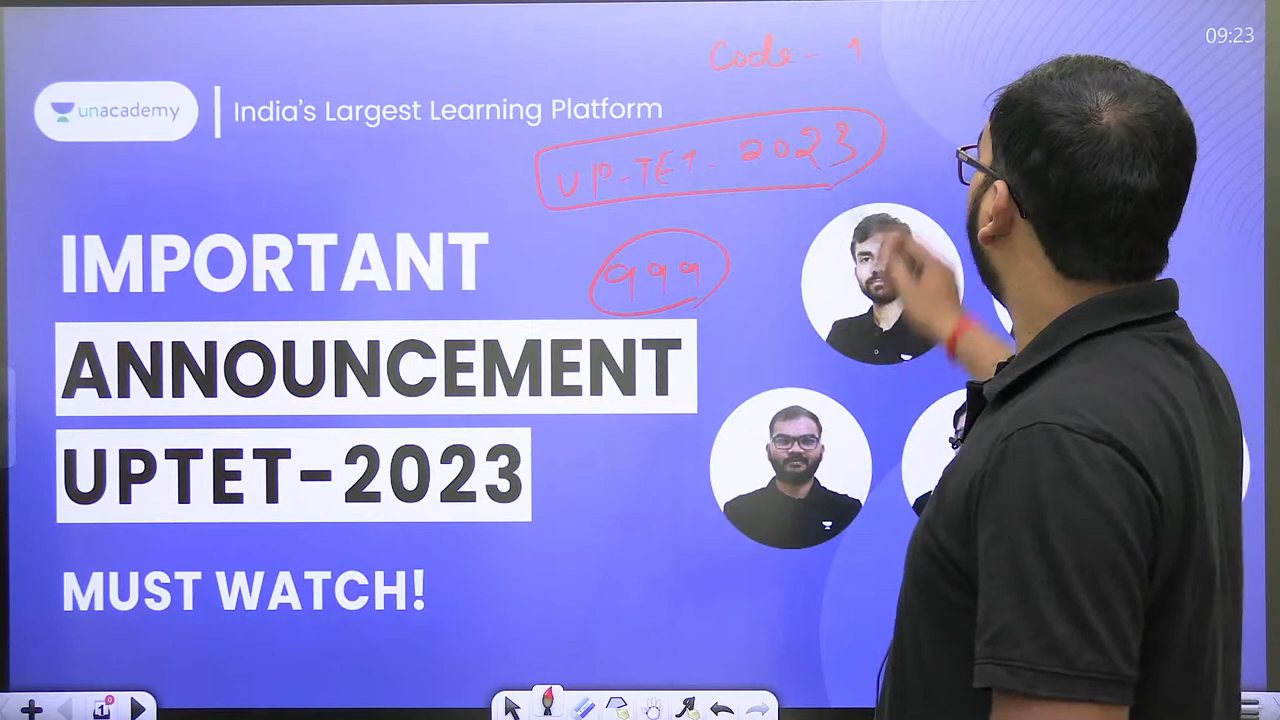 09:23
Code - 1
unacademy
India's Largest Learning Platform
UP-TET- 2023
IMPORTANT
999
ANNOUNCEMENT
UPTET-2023
MUST WATCH!
1